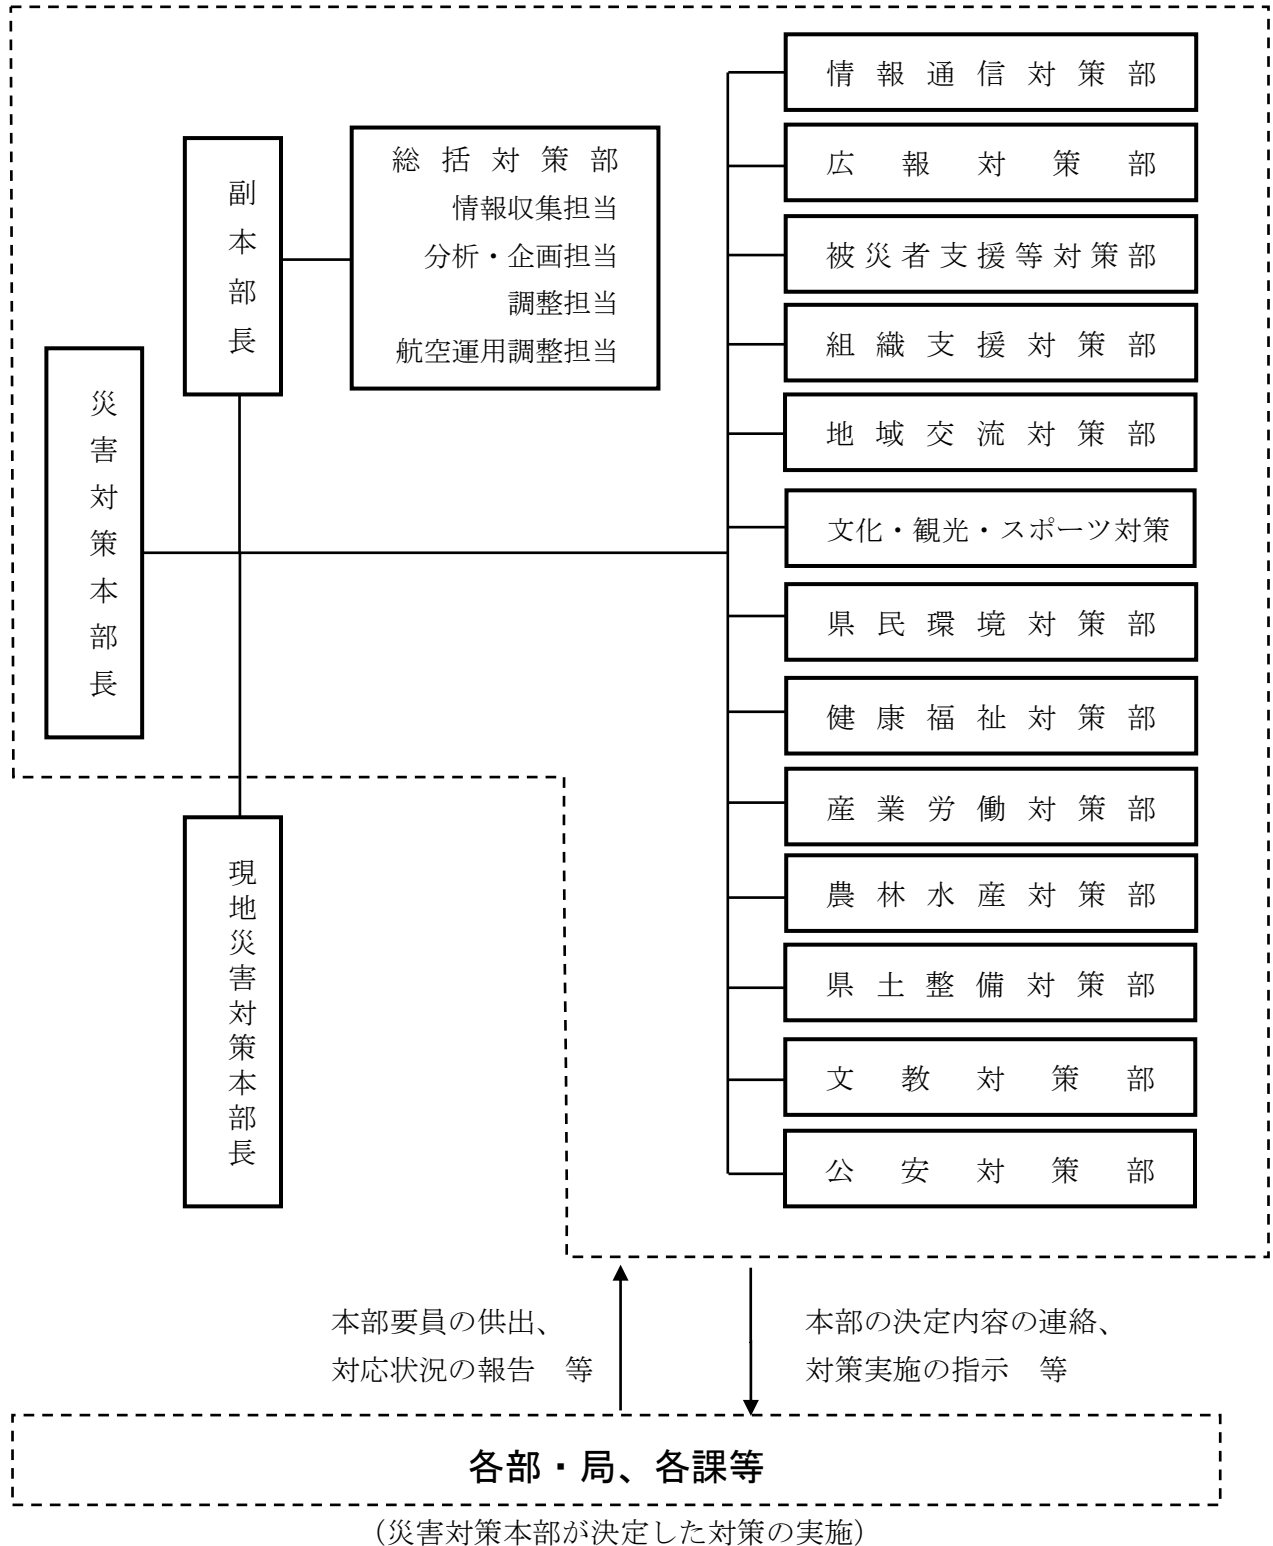 災害対策本部長
副本部長
総括対策部
情報収集担当
分析・企画担当
調整担当
航空運用調整担当
現地災害対策本部長
情報通信対策部
広報対策部
被災者支援等対策部
組織支援対策部
地域交流対策部
文化・観光・スポーツ対策
県民環境対策部
健康福祉対策部
産業労働対策部
農林水産対策部
県土整備対策部
文教対策部
公安対策部
本部要員の供出、
対応状況の報告　等
本部の決定内容の連絡、
対策実施の指示　等
各部・局、各課等
（災害対策本部が決定した対策の実施）